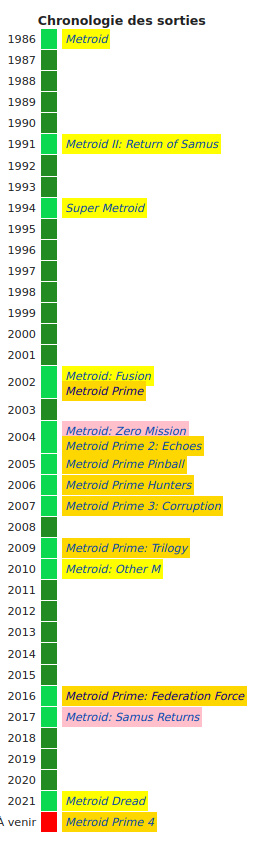 Chronologie des sorties
1986 Metroid
1987
1988
1989
1990
1991 Metroid II: Return of Samus
1992
1993
1994 Super Metroid
1995
1996
1997
1998
1999
2000
2001
2002 Metroid: Fusion
Metroid Prime
2003
2004 Metroid: Zero Mission
Metroid Prime 2: Echoes
2005 Metroid Prime Pinball
2006 Metroid Prime Hunters
2007 Metroid Prime 3: Corruption
2008
2009 Metroid Prime: Trilogy
2010 Metroid: Other M
2011
2012
2013
2014
2015
2016 Metroid Prime: Federation Force
2017 Metroid: Samus Returns
2018
2019
2020
2021 Metroid Dread
À venir Metroid Prime 4